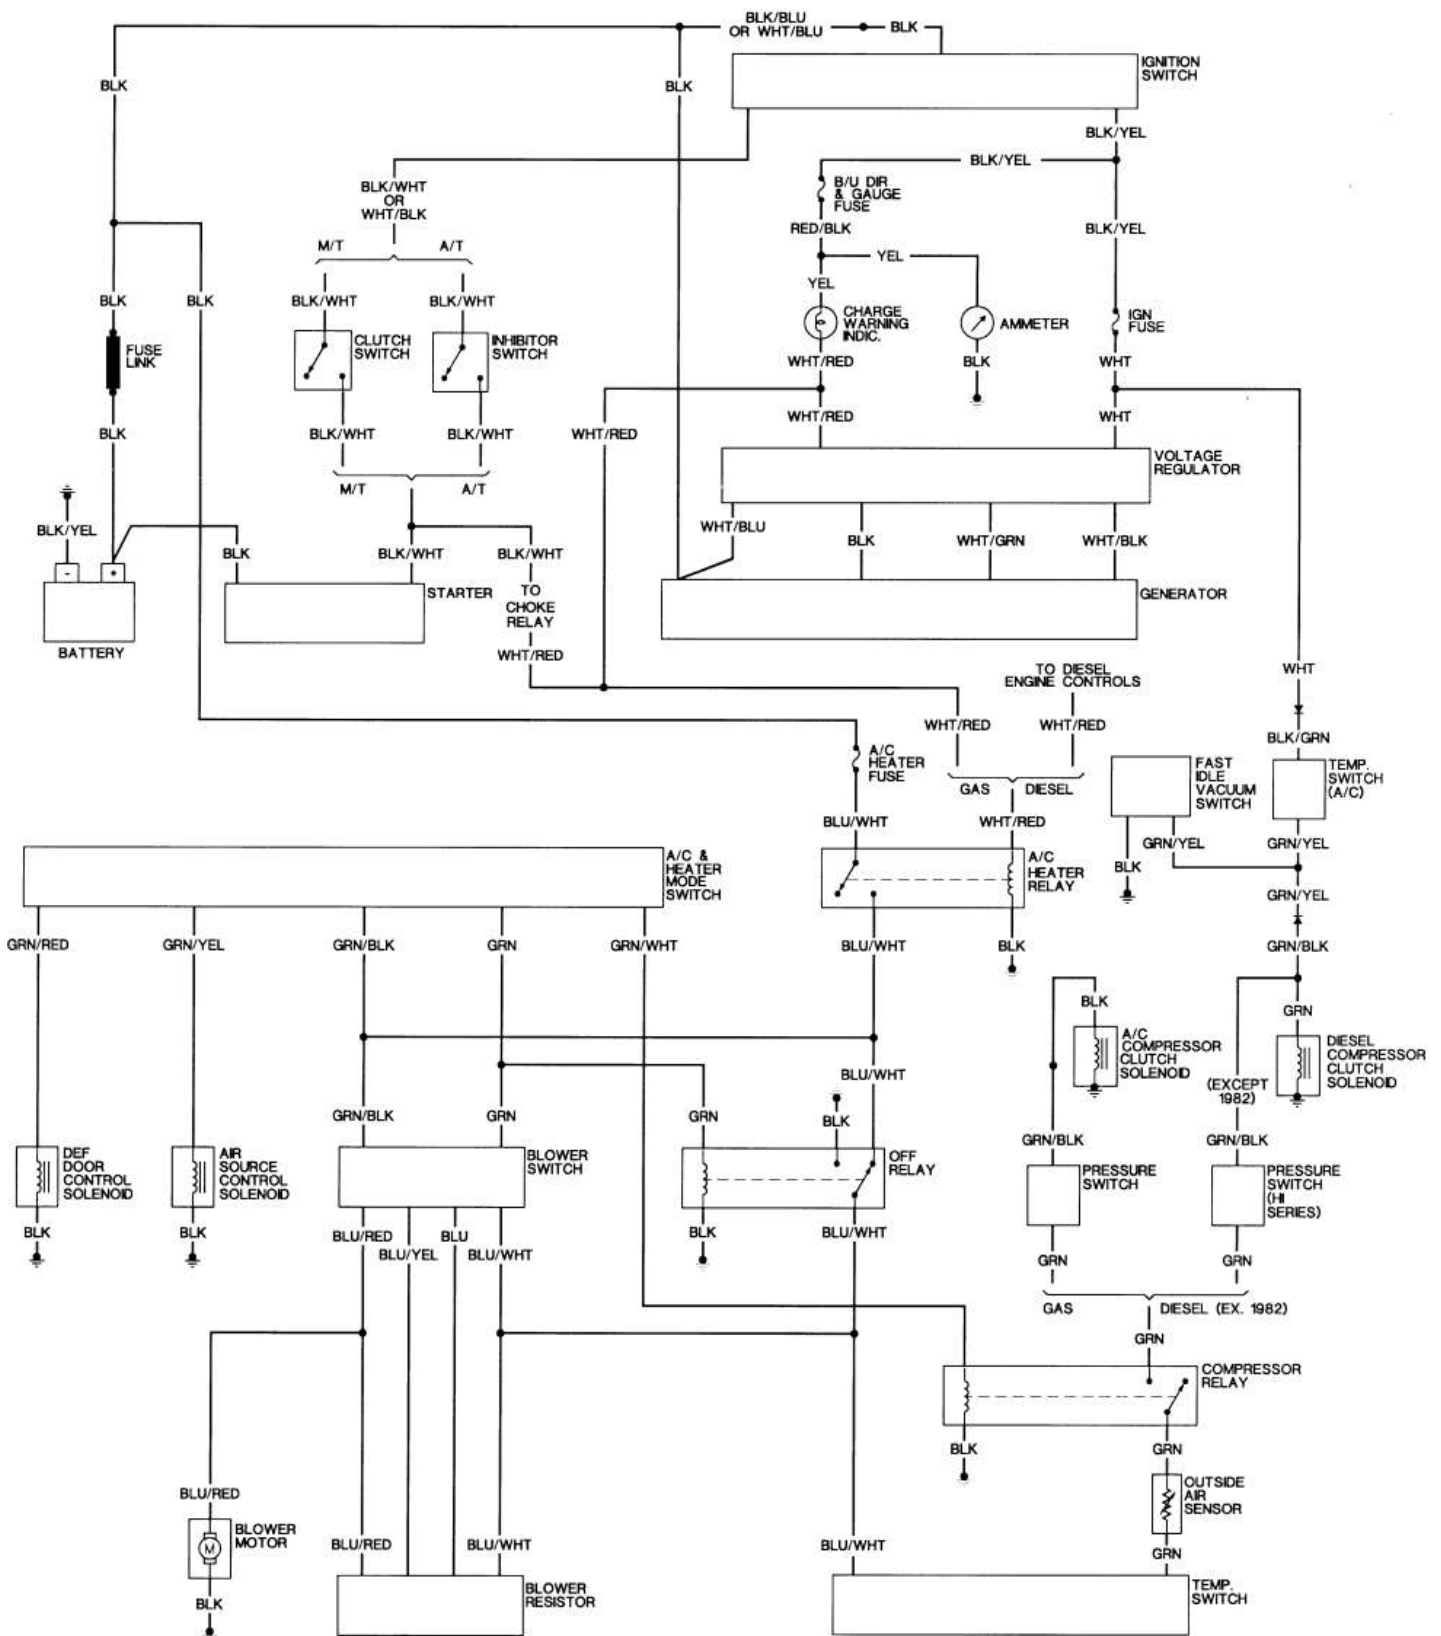 BLK/BLU
OR WHT/BLU
BLK
IGNITION
SWITCH
BLK
BLK
BLK/YEL
BLK/YEL
BLK/WHT
OR
WHT/BLK
B/U DIR
& GAUGE
FUSE
RED/BLK
BLK/YEL
M/T
A/T
YEL
YEL
BLK
BLK
BLK/WHT
BLK/WHT
FUSE
LINK
CLUTCH
SWITCH
INHIBITOR
SWITCH
CHARGE
WARNING
INDIC.
AMMETER
IGN
FUSE
WHT/RED
BLK
WHT
WHT/RED
WHT
BLK
BLK/WHT
BLK/WHT
WHT/RED
VOLTAGE
REGULATOR
M/T
A/T
BLK/YEL
WHT/BLU
BLK
WHT/GRN
WHT/BLK
BLK
BLK/WHT
BLK/WHT
-
+
BATTERY
STARTER
TO
CHOKE
RELAY
WHT/RED
GENERATOR
TO DIESEL
ENGINE CONTROLS
WHT
WHT/RED
WHT/RED
BLK/GRN
A/C
HEATER
FUSE
GAS
DIESEL
FAST
IDLE
VACUUM
SWITCH
TEMP.
SWITCH
(A/C)
BLU/WHT
WHT/RED
GRN/YEL
GRN/YEL
A/C &
HEATER
MODE
SWITCH
A/C
HEATER
RELAY
BLK
GRN/YEL
GRN/RED
GRN/YEL
GRN/BLK
GRN
GRN/WHT
BLU/WHT
BLK
GRN/BLK
BLK
GRN
A/C
COMPRESSOR
CLUTCH
SOLENOID
DIESEL
COMPRESSOR
CLUTCH
SOLENOID
BLU/WHT
(EXCEPT
1982)
GRN/BLK
GRN
GRN
BLK
GRN/BLK
GRN/BLK
DEF
DOOR
CONTROL
SOLENOID
AIR
SOURCE
CONTROL
SOLENOID
BLOWER
SWITCH
OFF
RELAY
PRESSURE
SWITCH
PRESSURE
SWITCH
(HI
SERIES)
BLK
BLK
BLU/RED
BLU/YEL
BLU
BLU/WHT
BLK
BLU/WHT
GRN
GRN
GAS
DIESEL (EX. 1982)
GRN
COMPRESSOR
RELAY
BLK
GRN
BLU/RED
OUTSIDE
AIR
SENSOR
BLOWER
MOTOR
M
BLU/RED
BLU/WHT
BLU/WHT
GRN
BLK
BLOWER
RESISTOR
TEMP.
SWITCH